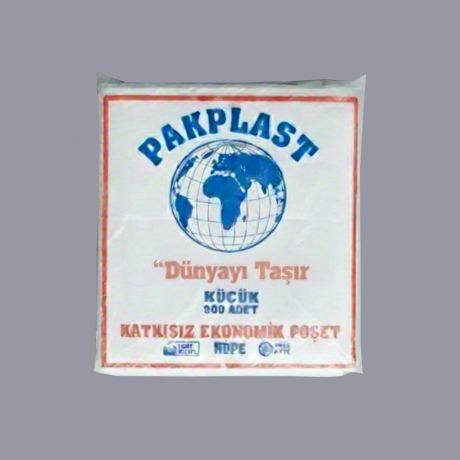 PAKPLAST
“Dünyayı Taşır
KÜÇÜK
800 ADET
KATKISIZ EKONOMİK POŞET
HDPE